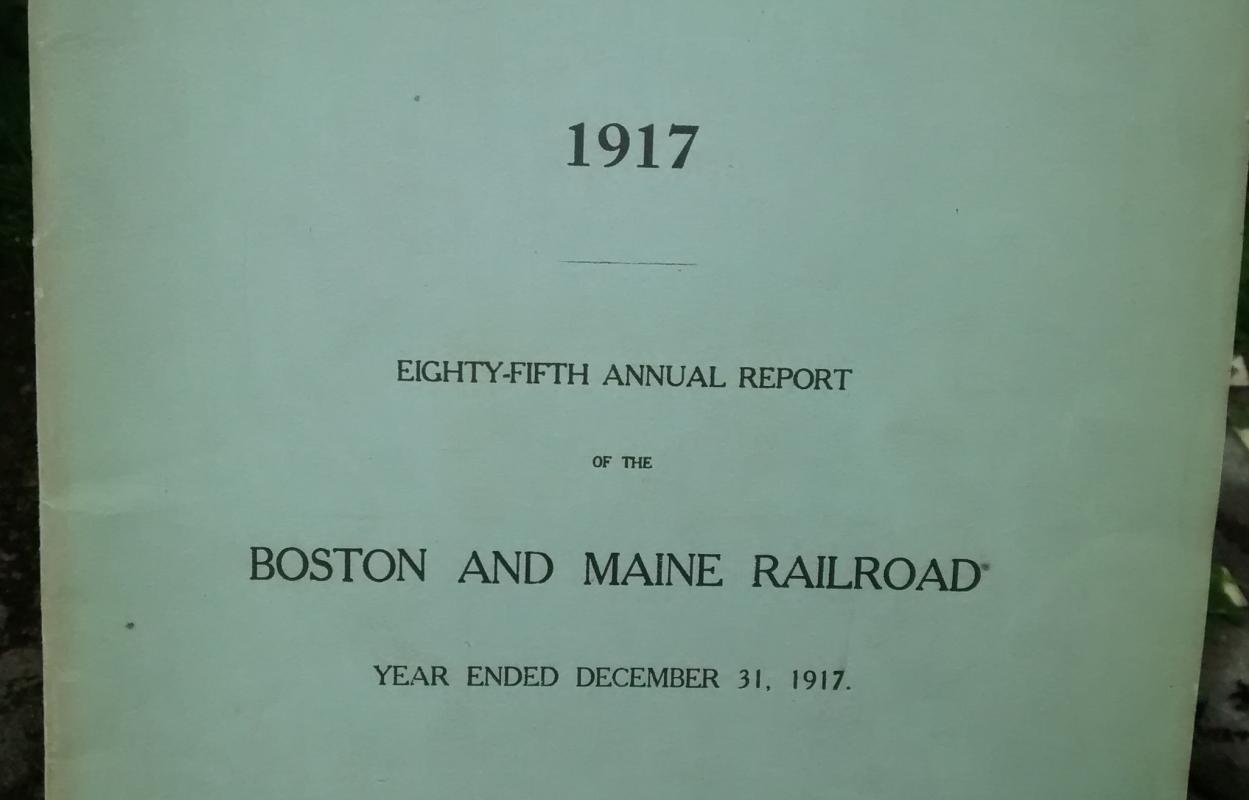 1917
EIGHTY-FIFTH ANNUAL REPORT
OF THE
BOSTON AND MAINE RAILROAD
YEAR ENDED DECEMBER 31, 1917.